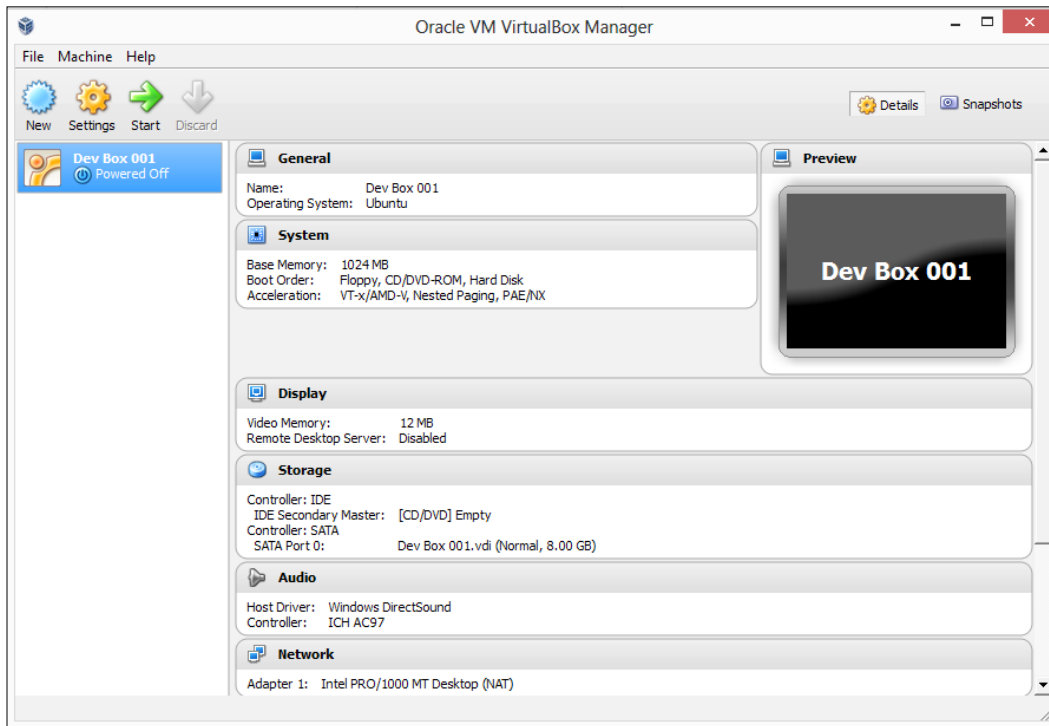 Oracle VM VirtualBox Manager
File Machine Help
New Settings Start Discard
Details Snapshots
Dev Box 001
Powered Off
General
Name: Dev Box 001
Operating System: Ubuntu
System
Base Memory: 1024 MB
Boot Order: Floppy, CD/DVD-ROM, Hard Disk
Acceleration: VT-x/AMD-V, Nested Paging, PAE/NX
Preview
Dev Box 001
Display
Video Memory: 12 MB
Remote Desktop Server: Disabled
Storage
Controller: IDE
IDE Secondary Master: [CD/DVD] Empty
Controller: SATA
SATA Port 0: Dev Box 001.vdi (Normal, 8.00 GB)
Audio
Host Driver: Windows DirectSound
Controller: ICH AC97
Network
Adapter 1: Intel PRO/1000 MT Desktop (NAT)